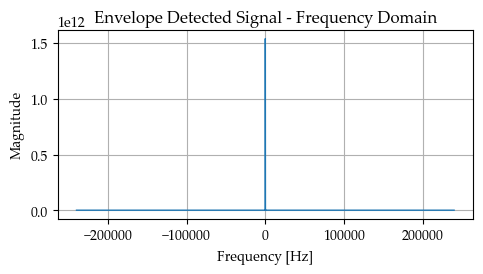 Envelope Detected Signal - Frequency Domain
1e12
1.5
1.0
0.5
0.0
Magnitude
−200000 −100000 0 100000 200000
Frequency [Hz]